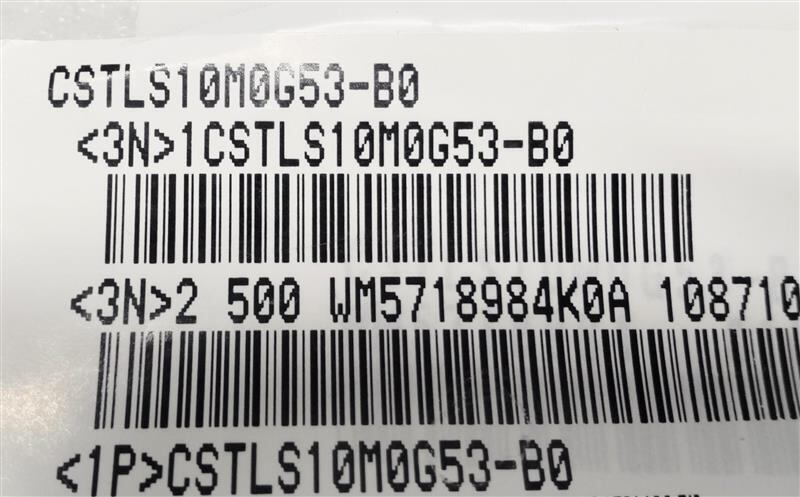 CSTLS10M0G53-B0
<3N>1CSTLS10M0G53-B0
<3N>2 500 WM5718984K0A 108710
<1P>CSTLS10M0G53-B0